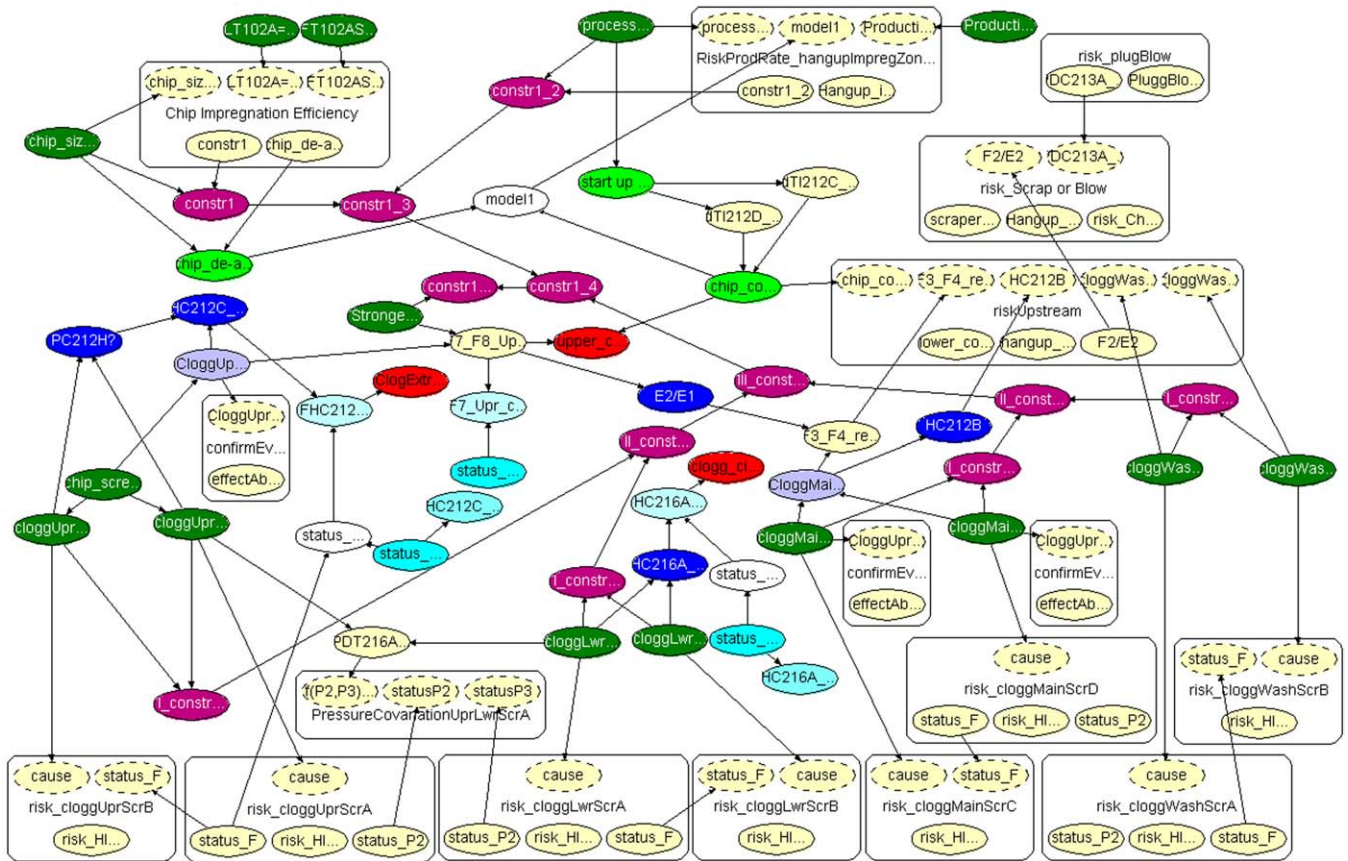 LT102A=...
FT102AS...
process...
process...
model1
Producti...
Producti...
RiskProdRate_hangupImpregZon...
constr1_2
Hangup_i...
risk_plugBlow
DC213A_
PluggBlo...
chip_siz...
LT102A=...
FT102AS...
Chip Impregnation Efficiency
constr1
chip_de-a...
constr1_2
chip_siz...
F2/E2
DC213A_
risk_Scrap or Blow
scraper...
Hangup_...
risk_Ch...
constr1
constr1_3
model1
start up ...
dTI212C_...
dTI212D_...
chip_de-a...
constr1...
constr1_4
chip_co...
chip_co...
F3_F4_re...
HC212B
cloggWas...
cloggWas...
riskUpstream
lower_co...
hangup_...
F2/E2
HC212C_...
PC212H?
Stronge...
F7_F8_Up...
upper_c...
CloggUp...
ClogExtr...
FHC212...
F7_Upr_c...
E2/E1
III_const...
II_const...
I_constr...
CloggUpr...
confirmEv...
effectAb...
II_const...
F3_F4_re...
HC212B
chip_scre...
status_...
clogg_ci...
CloggMai...
I_constr...
cloggWas...
cloggWas...
cloggUpr...
cloggUpr...
HC212C_...
HC216A...
status_...
status_...
cloggMai...
cloggMai...
CloggUpr...
confirmEv...
effectAb...
CloggUpr...
confirmEv...
effectAb...
I_constr...
HC216A_...
status_...
PDT216A...
cloggLwr...
cloggLwr...
status_...
HC216A_...
I_constr...
f(P2,P3)...
statusP2
statusP3
PressureCovariationUprLwrScrA
cause
risk_cloggMainScrD
status_F
risk_HI...
status_P2
status_F
cause
risk_cloggWashScrB
risk_HI...
cause
status_F
risk_cloggUprScrB
risk_HI...
cause
risk_cloggUprScrA
status_F
risk_HI...
status_P2
cause
risk_cloggLwrScrA
status_P2
risk_HI...
status_F
status_F
cause
risk_cloggLwrScrB
risk_HI...
cause
status_F
risk_cloggMainScrC
risk_HI...
cause
risk_cloggWashScrA
status_P2
risk_HI...
status_F